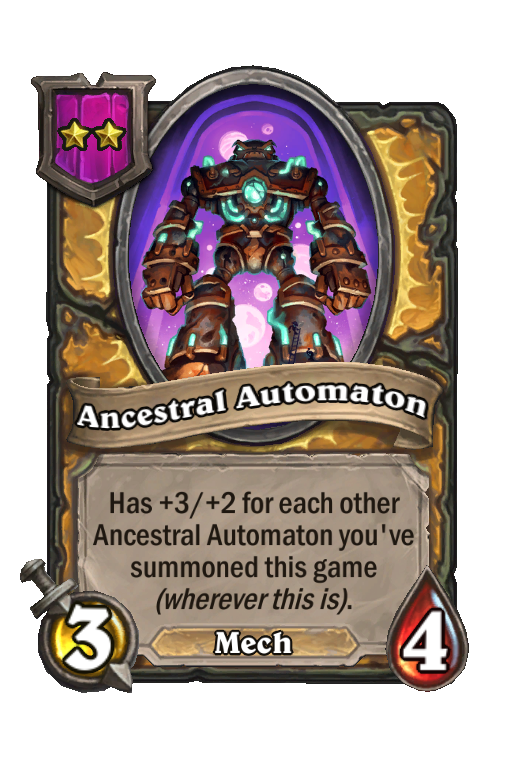 Ancestral Automaton
Has +3/+2 for each other
Ancestral Automaton you've
summoned this game
(wherever this is).
Mech
3
4